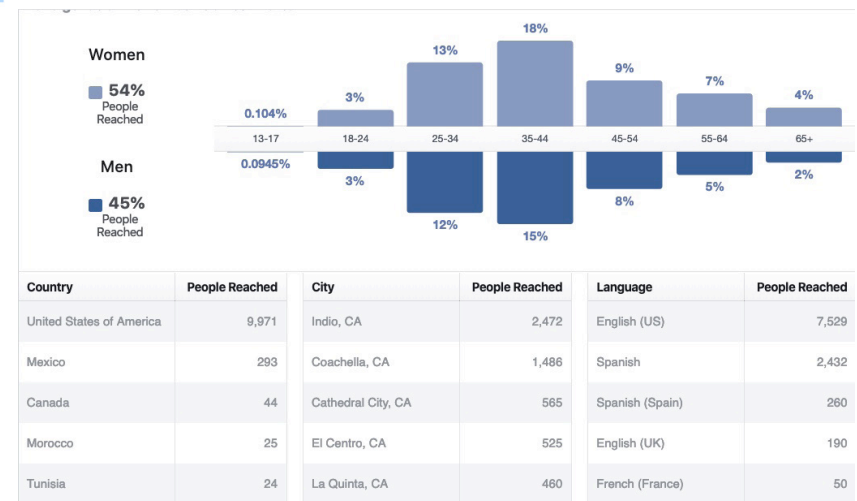 Women
54%
People
Reached
Men
45%
People
Reached
0.104% 3% 13% 18% 9% 7% 4%
13-17 18-24 25-34 35-44 45-54 55-64 65+
0.0945% 3% 12% 15% 8% 5% 2%
Country People Reached City People Reached Language People Reached
United States of America 9,971 Indio, CA 2,472 English (US) 7,529
Mexico 293 Coachella, CA 1,486 Spanish 2,432
Canada 44 Cathedral City, CA 565 Spanish (Spain) 260
Morocco 25 El Centro, CA 525 English (UK) 190
Tunisia 24 La Quinta, CA 460 French (France) 50